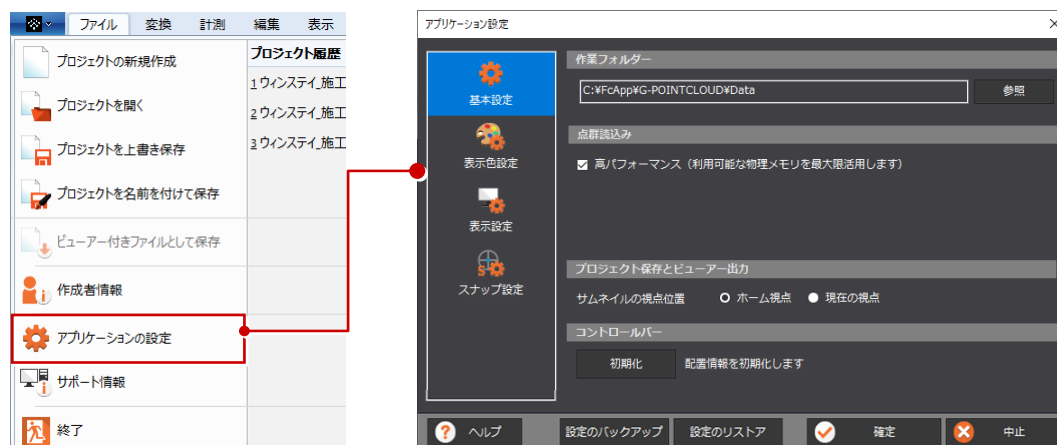 ファイル 変換 計測 編集 表示
プロジェクトの新規作成
プロジェクトを開く
プロジェクトを上書き保存
プロジェクトを名前を付けて保存
ビューアー付きファイルとして保存
作成者情報
アプリケーションの設定
サポート情報
終了
プロジェクト履歴
1 ウィンステイ_施工
2 ウィンステイ_施工
3 ウィンステイ_施工
アプリケーション設定
基本設定
表示色設定
表示設定
スナップ設定
作業フォルダー
C:¥FcApp¥G-POINTCLOUD¥Data 参照
点群読込み
高パフォーマンス（利用可能な物理メモリを最大限活用します）
プロジェクト保存とビューアー出力
サムネイルの視点位置 ホーム視点 現在の視点
コントロールバー
初期化 配置情報を初期化します
ヘルプ 設定のバックアップ 設定のリストア 確定 中止